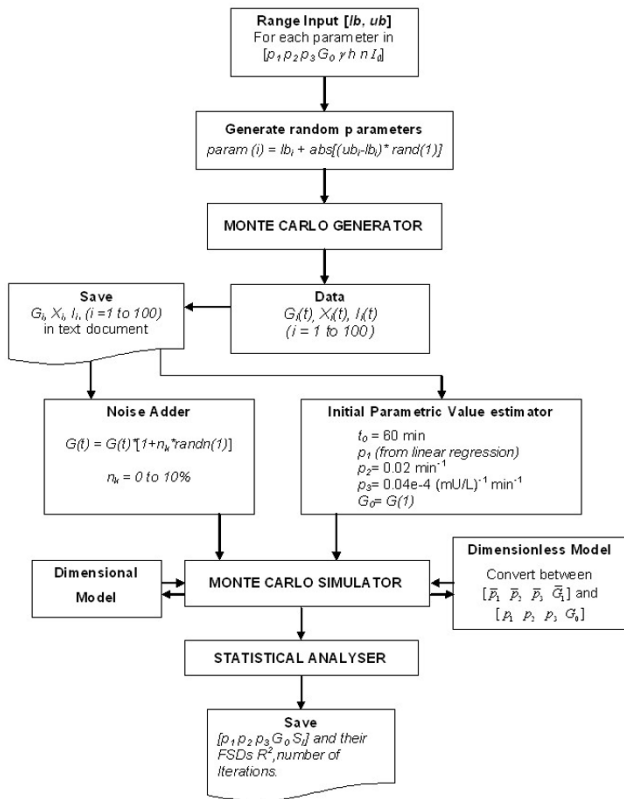 Range Input [lb, ub]
For each parameter in
[p₁ p₂ p₃ G₀ γ h n I₀]
Generate random parameters
param (i) = lbᵢ + abs[(ubᵢ-lbᵢ)* rand(1)]
MONTE CARLO GENERATOR
Save
Gᵢ, Xᵢ, Iᵢ, (i =1 to 100)
in text document
Data
Gᵢ(t), Xᵢ(t), Iᵢ(t)
(i = 1 to 100)
Noise Adder
G(t) = G(t)*[1+nₖ*randn(1)]
nₖ = 0 to 10%
Initial Parametric Value estimator
t₀ = 60 min
p₁ (from linear regression)
p₂= 0.02 min⁻¹
p₃= 0.04e-4 (mU/L)⁻¹ min⁻¹
G₀= G(1)
Dimensional
Model
MONTE CARLO SIMULATOR
Dimensionless Model
Convert between
[p̅₁ p̅₂ p̅₃ G̅₁] and
[p₁ p₂ p₃ G₀]
STATISTICAL ANALYSER
Save
[p₁ p₂ p₃ G₀ Sᵢ] and their
FSDs R²,number of
Iterations.